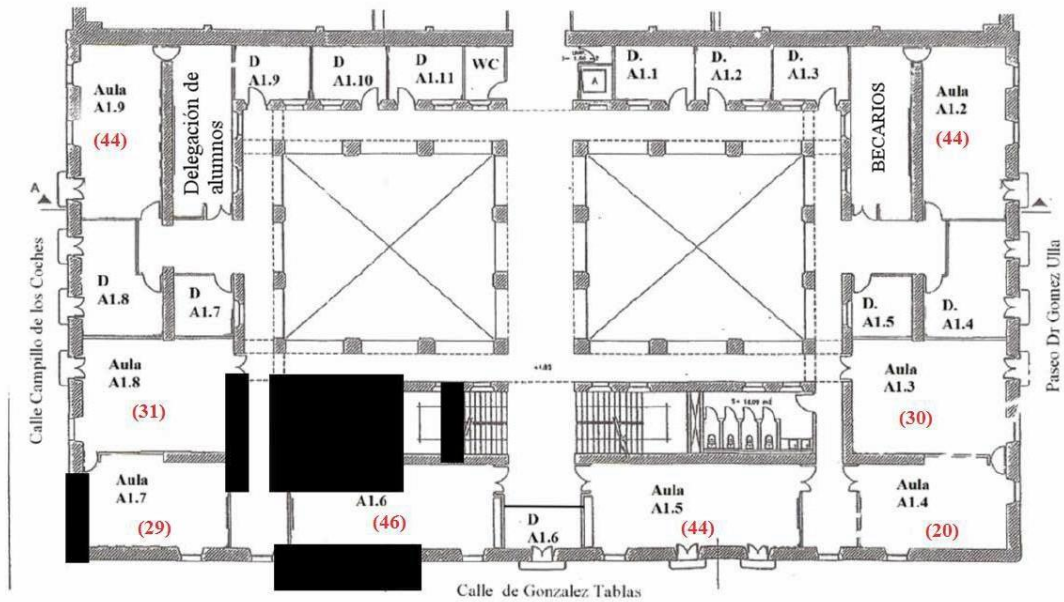 D
A1.9
D
A1.10
D
A1.11
WC
D.
A1.1
D.
A1.2
D.
A1.3
A
Aula
A1.9
(44)
Delegación de
alumnos
BECARIOS
Aula
A1.2
(44)
A
Calle Campillo de los Coches
Paseo Dr Gomez Ulla
D
A1.8
D
A1.7
D.
A1.5
D.
A1.4
Aula
A1.8
(31)
Aula
A1.3
(30)
Aula
A1.7
(29)
A1.6
(46)
D
A1.6
Aula
A1.5
(44)
Aula
A1.4
(20)
Calle de Gonzalez Tablas